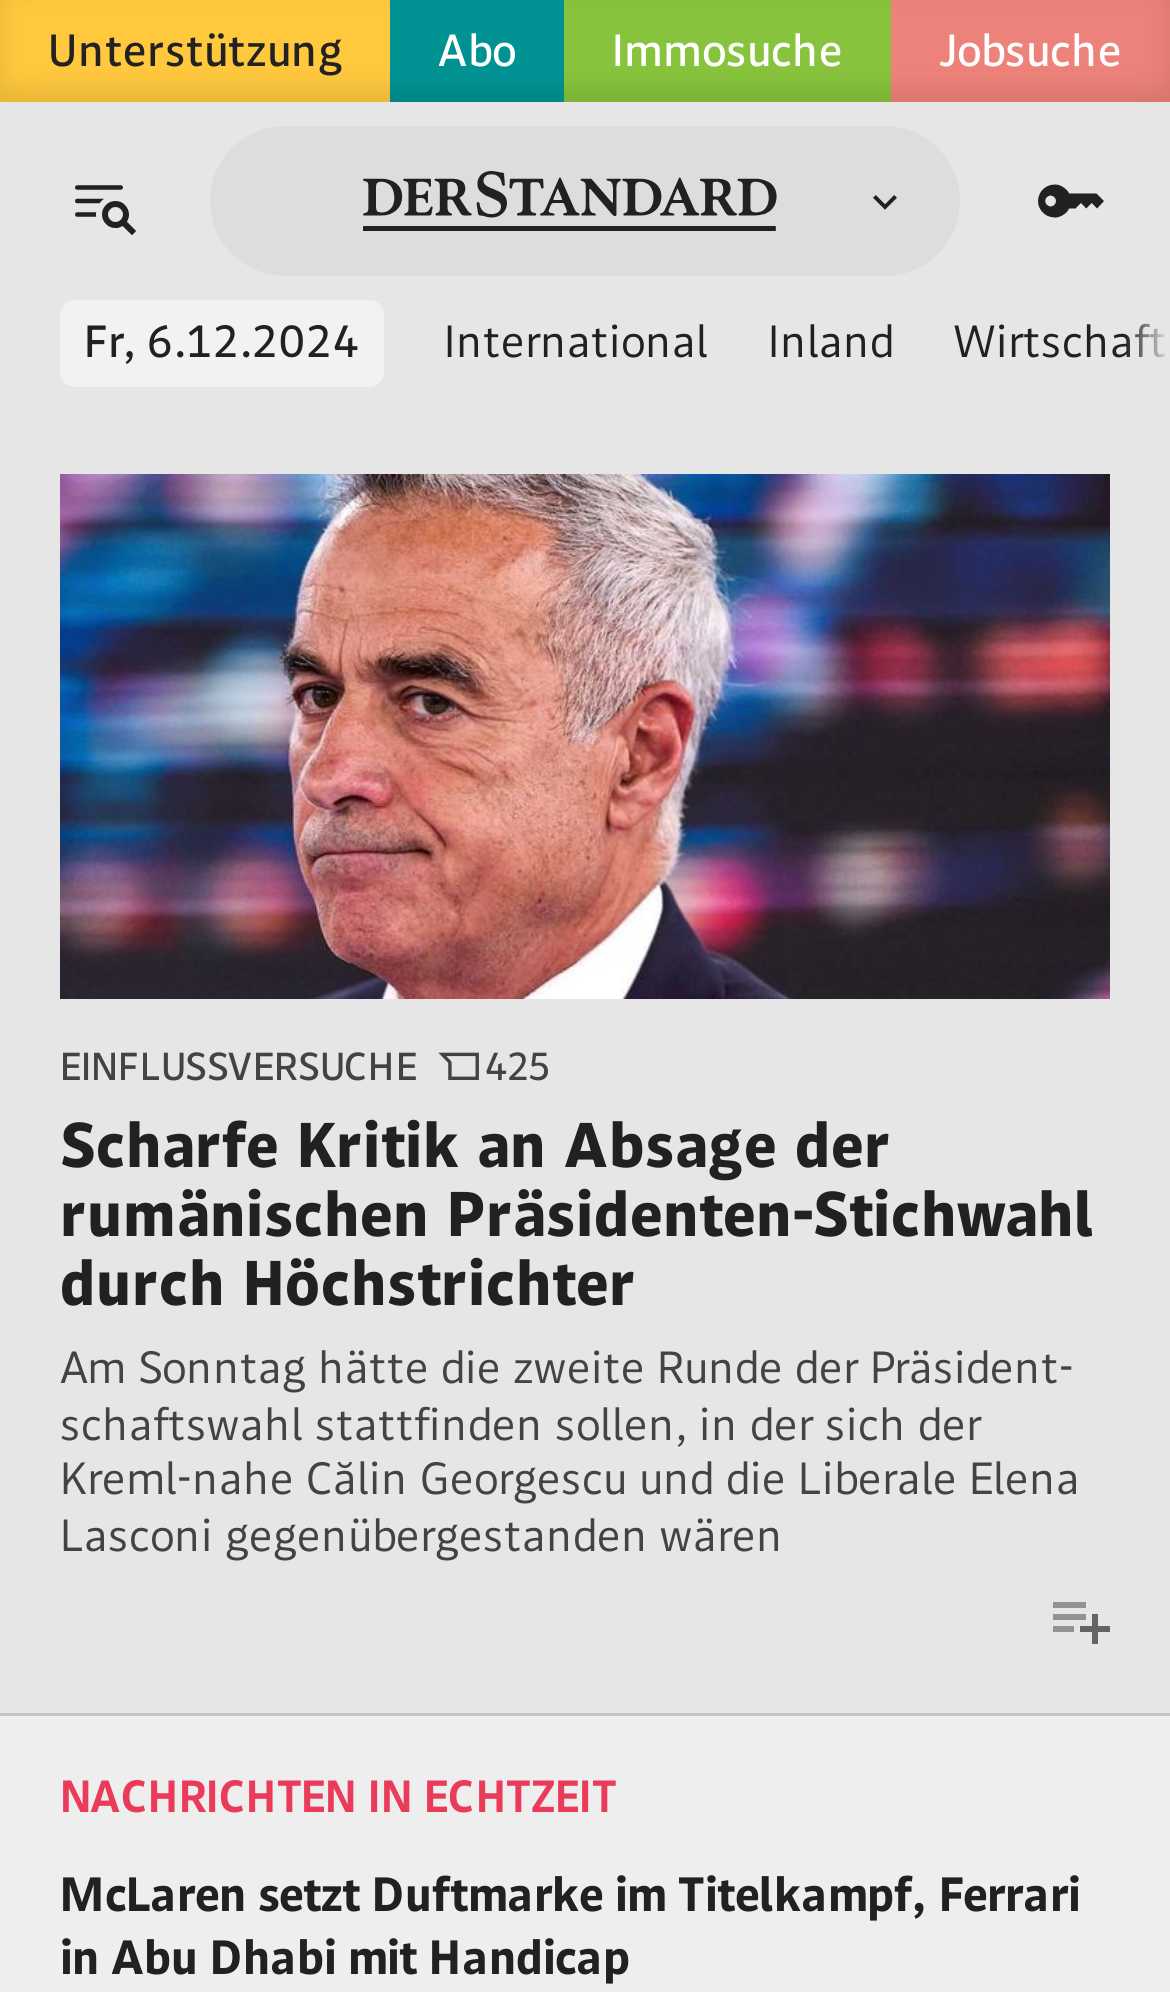 Unterstützung Abo Immosuche Jobsuche
DERSTANDARD
Fr, 6.12.2024 International Inland Wirtschaft
EINFLUSSVERSUCHE 425
Scharfe Kritik an Absage der
rumänischen Präsidenten-Stichwahl
durch Höchstrichter
Am Sonntag hätte die zweite Runde der Präsident-
schaftswahl stattfinden sollen, in der sich der
Kreml-nahe Călin Georgescu und die Liberale Elena
Lasconi gegenübergestanden wären
NACHRICHTEN IN ECHTZEIT
McLaren setzt Duftmarke im Titelkampf, Ferrari
in Abu Dhabi mit Handicap